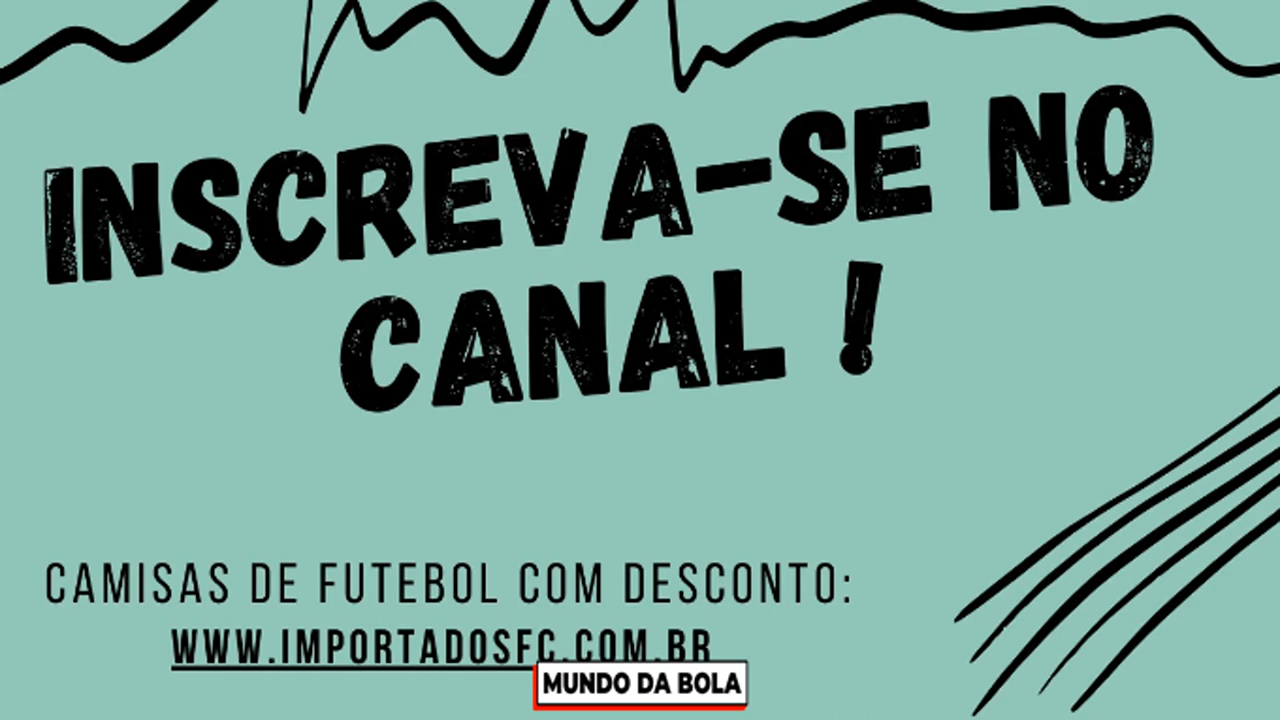 INSCREVA-SE NO
CANAL !
CAMISAS DE FUTEBOL COM DESCONTO:
WWW.IMPORTADOSFC.COM.BR
MUNDO DA BOLA